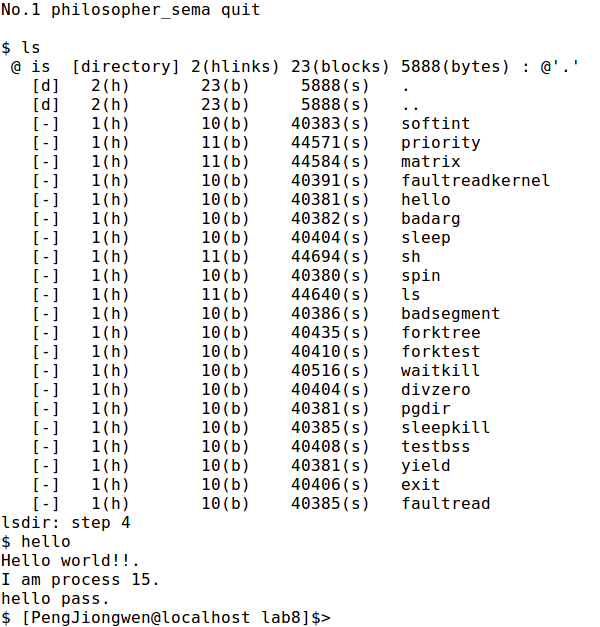 No.1 philosopher_sema quit
$ ls
@ is  [directory] 2(hlinks) 23(blocks) 5888(bytes) : @'.'
[d]   2(h)       23(b)     5888(s)   .
[d]   2(h)       23(b)     5888(s)   ..
[-]   1(h)       10(b)    40383(s)   softint
[-]   1(h)       11(b)    44571(s)   priority
[-]   1(h)       11(b)    44584(s)   matrix
[-]   1(h)       10(b)    40391(s)   faultreadkernel
[-]   1(h)       10(b)    40381(s)   hello
[-]   1(h)       10(b)    40382(s)   badarg
[-]   1(h)       10(b)    40404(s)   sleep
[-]   1(h)       11(b)    44694(s)   sh
[-]   1(h)       10(b)    40380(s)   spin
[-]   1(h)       11(b)    44640(s)   ls
[-]   1(h)       10(b)    40386(s)   badsegment
[-]   1(h)       10(b)    40435(s)   forktree
[-]   1(h)       10(b)    40410(s)   forktest
[-]   1(h)       10(b)    40516(s)   waitkill
[-]   1(h)       10(b)    40404(s)   divzero
[-]   1(h)       10(b)    40381(s)   pgdir
[-]   1(h)       10(b)    40385(s)   sleepkill
[-]   1(h)       10(b)    40408(s)   testbss
[-]   1(h)       10(b)    40381(s)   yield
[-]   1(h)       10(b)    40406(s)   exit
[-]   1(h)       10(b)    40385(s)   faultread
lsdir: step 4
$ hello
Hello world!!.
I am process 15.
hello pass.
$ [PengJiongwen@localhost lab8]$>